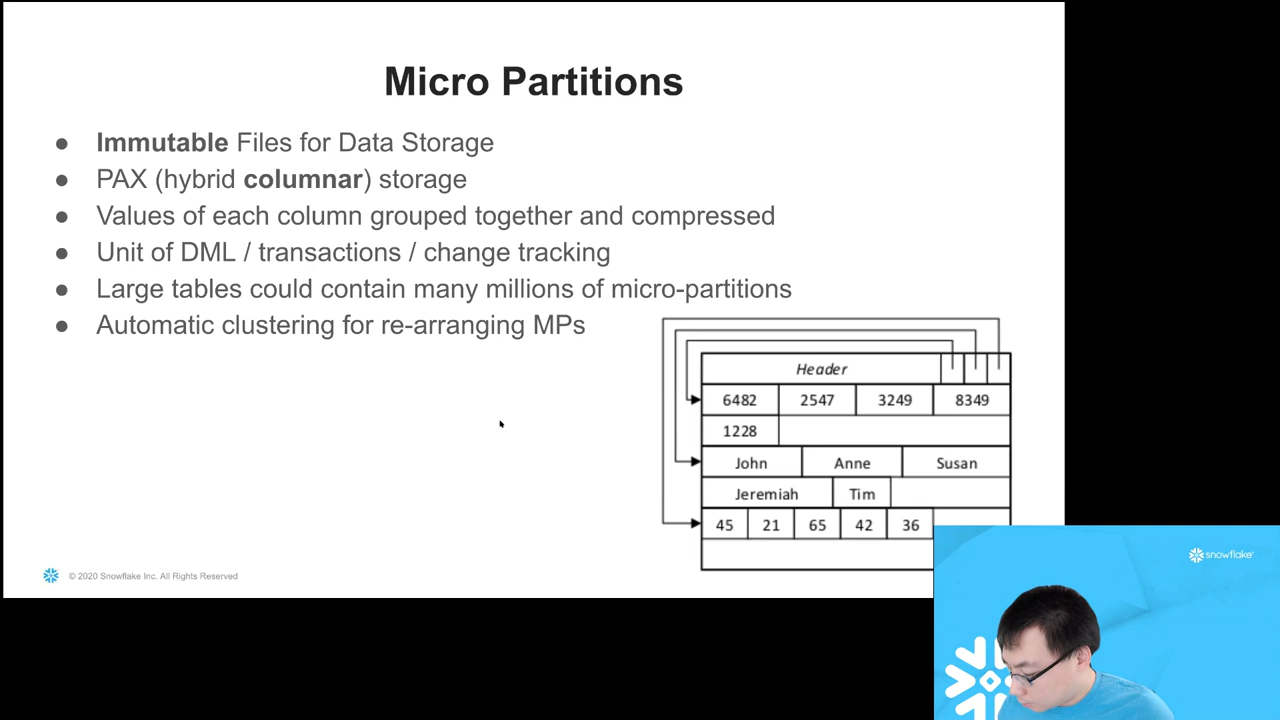 Micro Partitions
● Immutable Files for Data Storage
● PAX (hybrid columnar) storage
● Values of each column grouped together and compressed
● Unit of DML / transactions / change tracking
● Large tables could contain many millions of micro-partitions
● Automatic clustering for re-arranging MPs
Header
6482 2547 3249 8349
1228
John Anne Susan
Jeremiah Tim
45 21 65 42 36
© 2020 Snowflake Inc. All Rights Reserved
snowflake